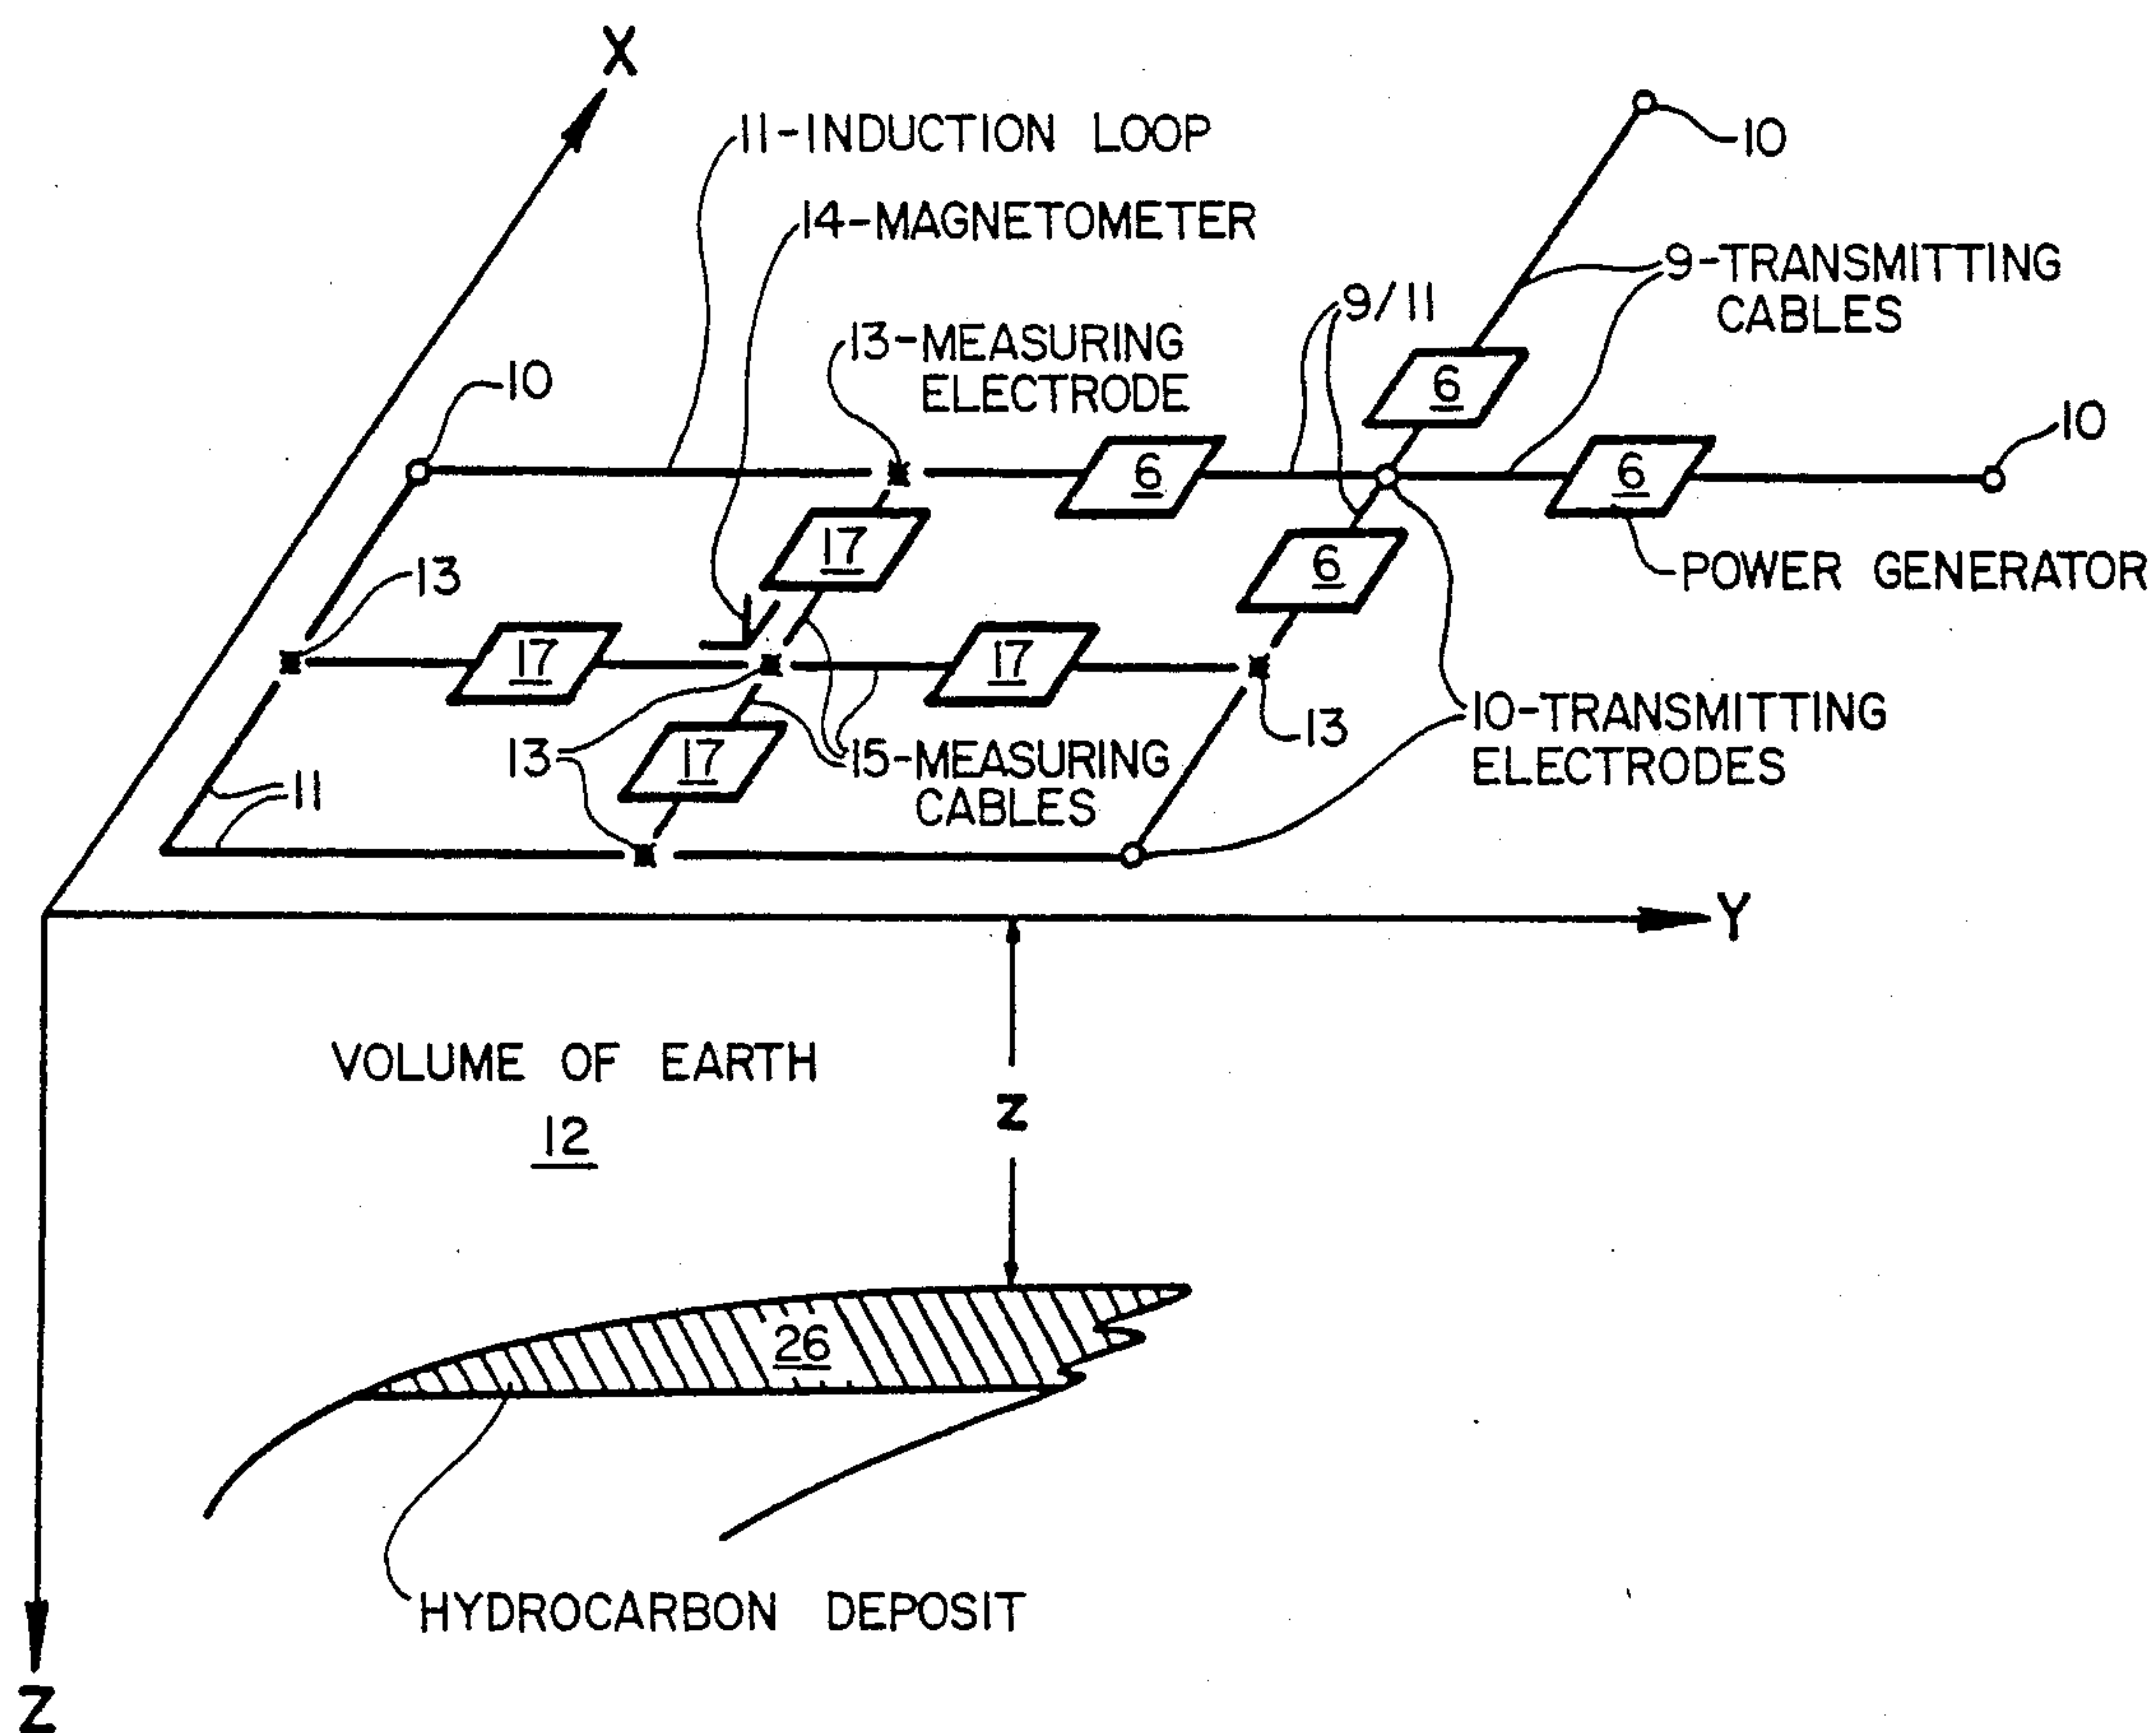 X
11-INDUCTION LOOP
10
14-MAGNETOMETER
9-TRANSMITTING
CABLES
9/11
13-MEASURING
ELECTRODE
10
6
10
6
6
17
6
POWER GENERATOR
13
17
17
13
10-TRANSMITTING
ELECTRODES
13
17
15-MEASURING
CABLES
11
Y
VOLUME OF EARTH
12
Z
26
HYDROCARBON DEPOSIT
Z